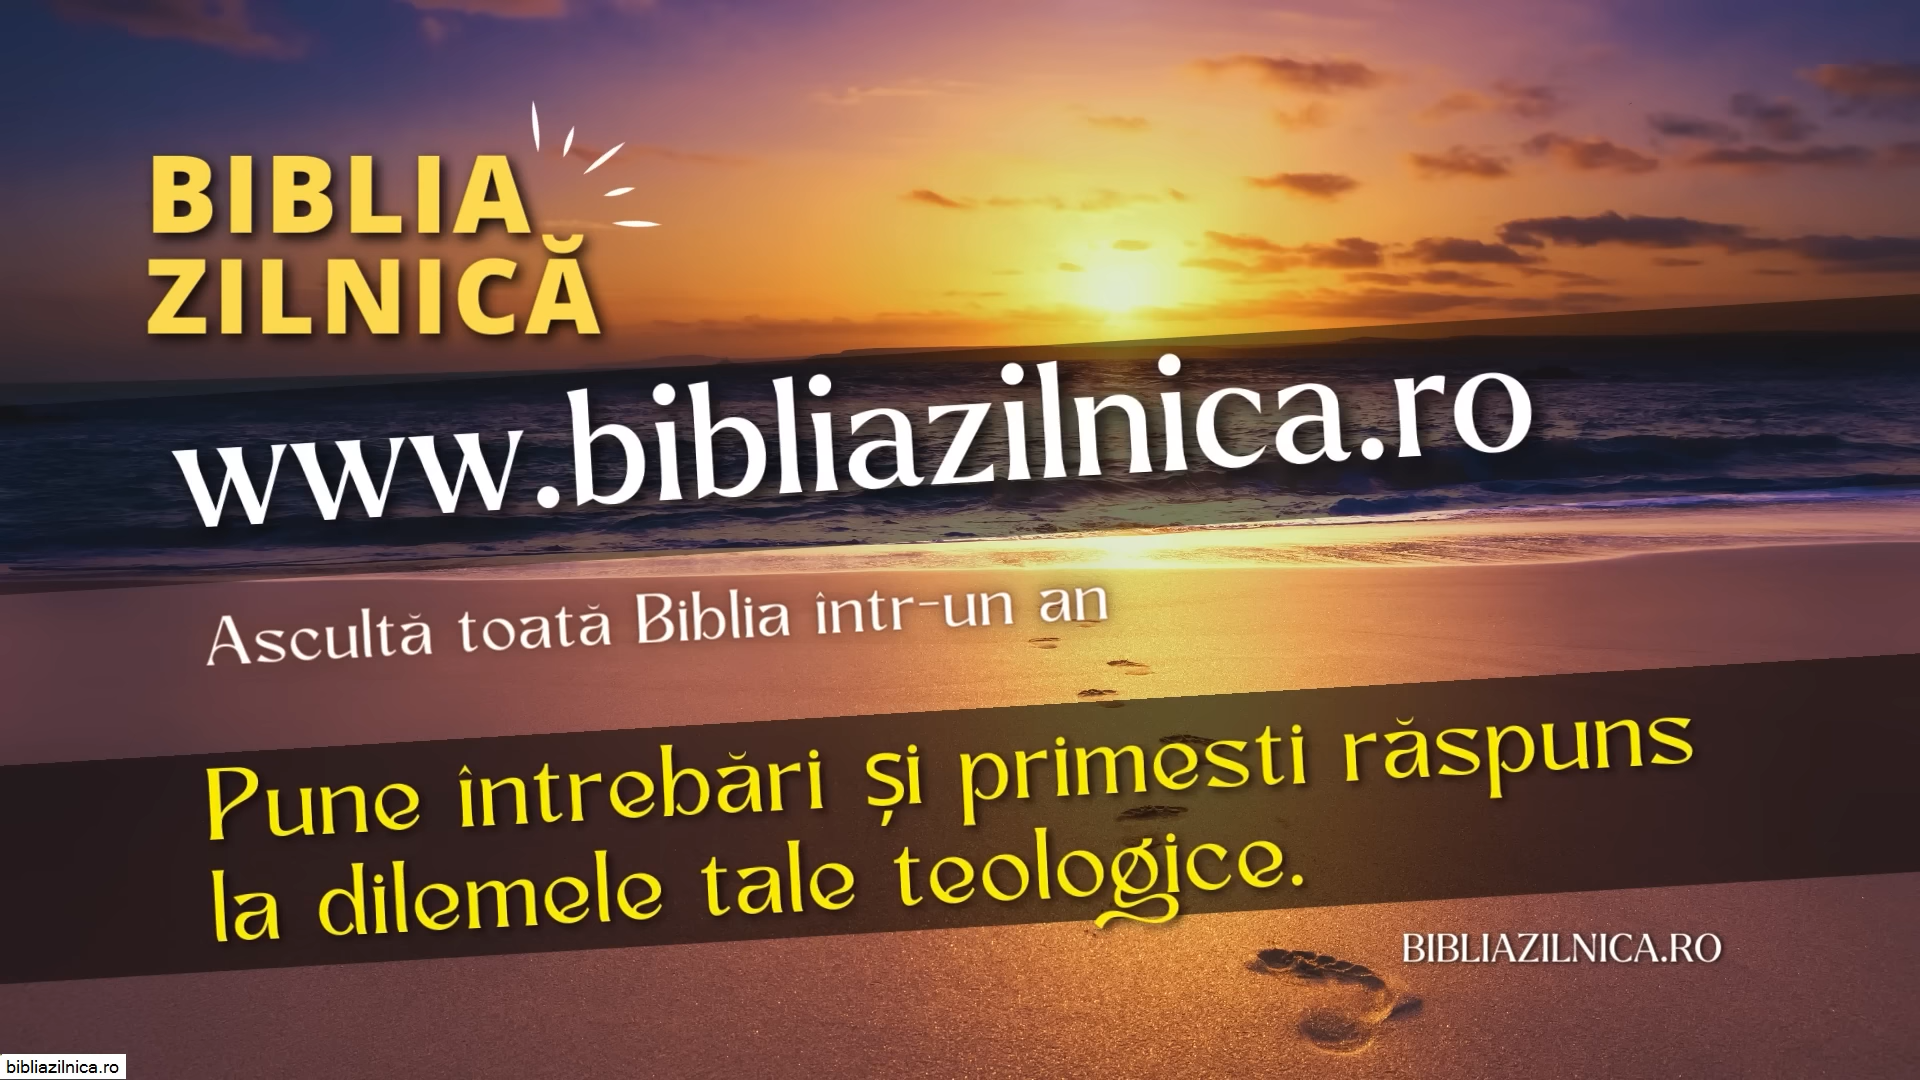 BIBLIA
ZILNICĂ
www.bibliazilnica.ro
Ascultă toată Biblia într-un an
Pune întrebări și primesti răspuns
la dilemele tale teologice.
BIBLIAZILNICA.RO
bibliazilnica.ro